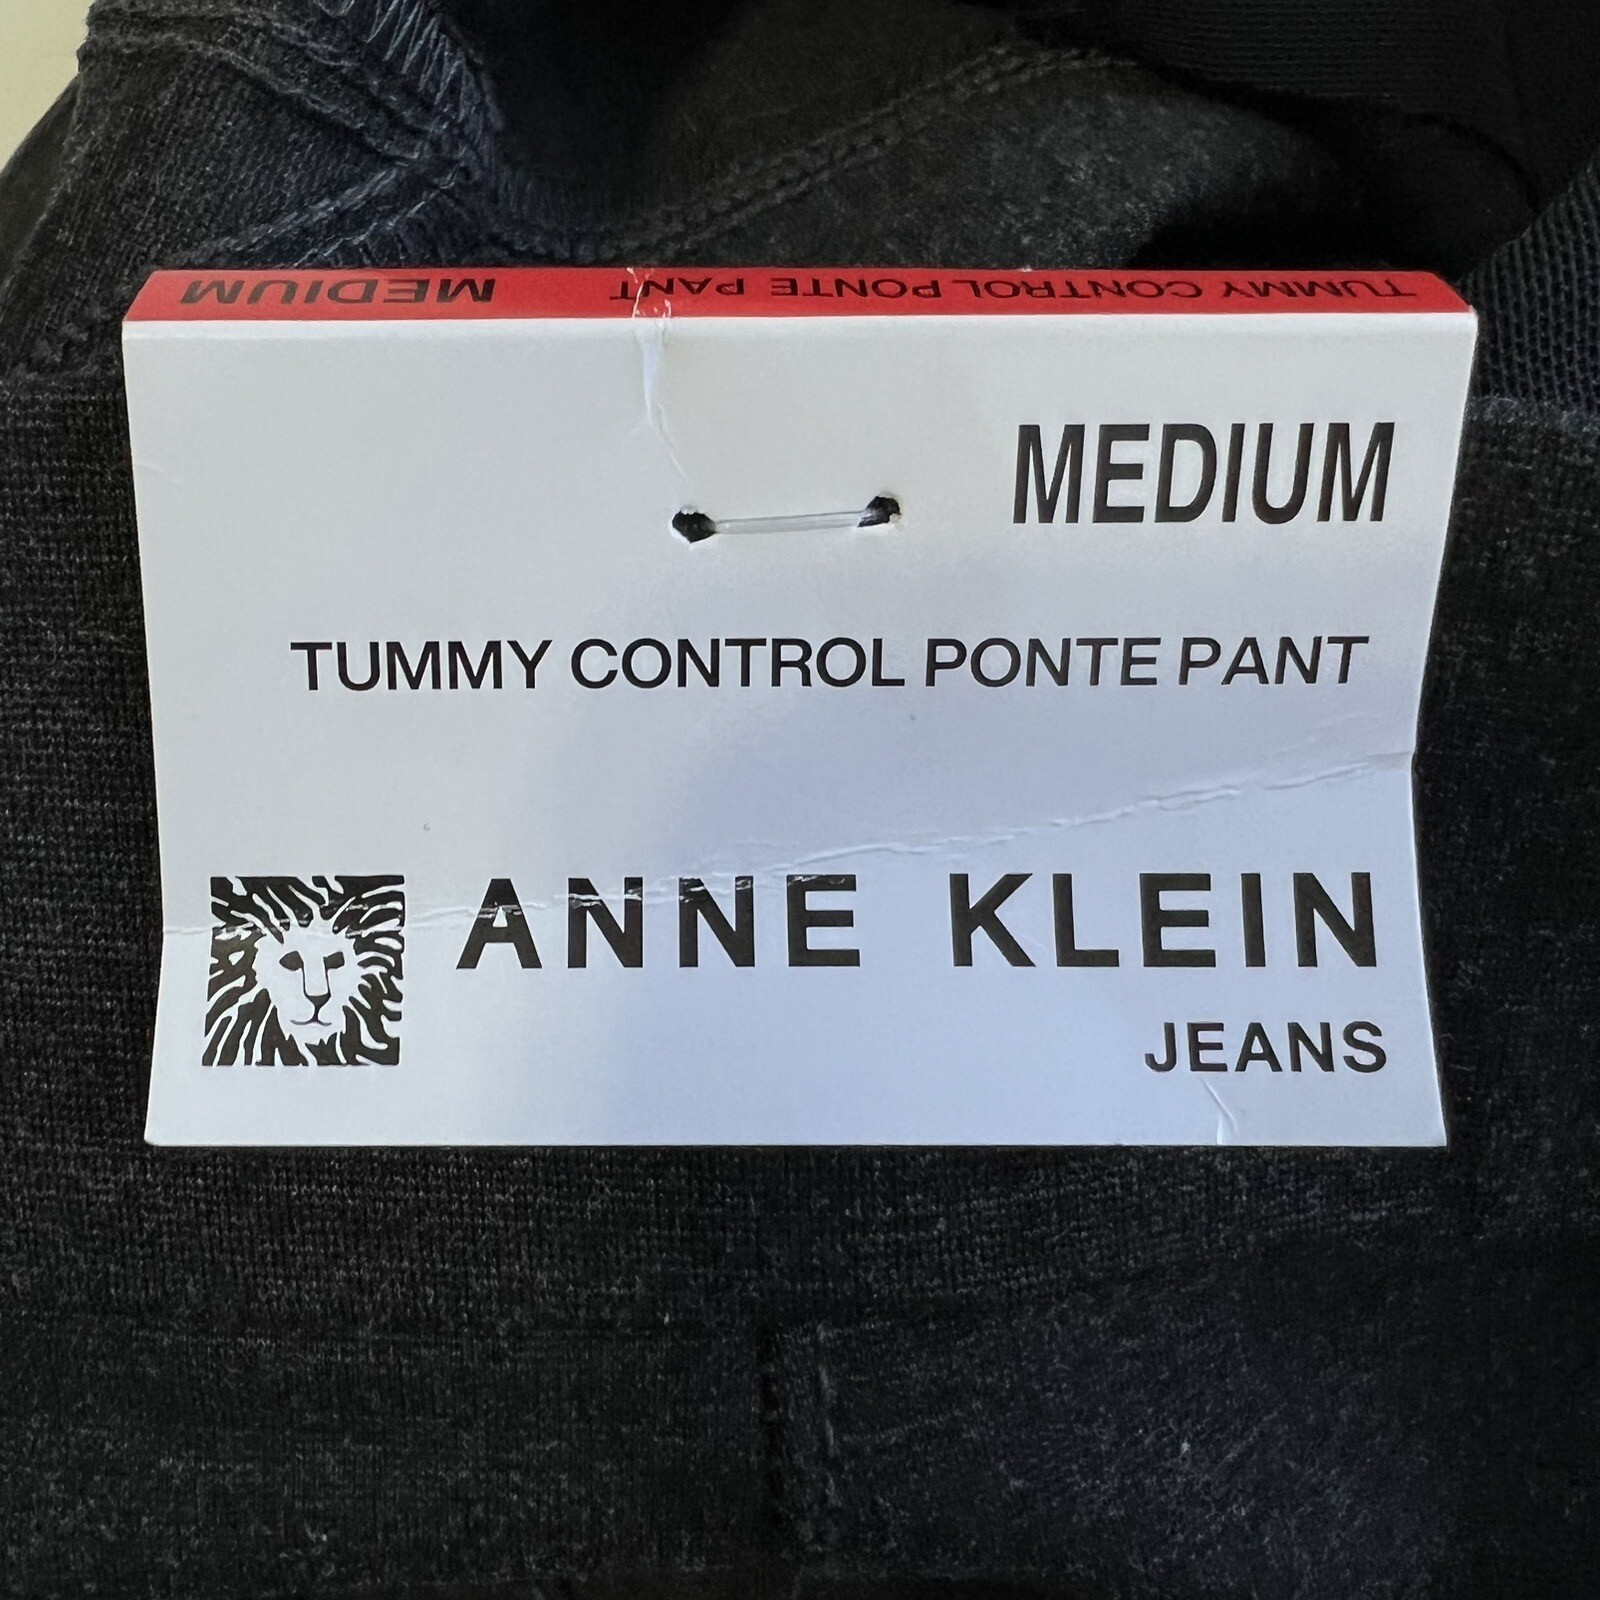 MEDIUM TUMMY CONTROL PONTE PANT
MEDIUM
TUMMY CONTROL PONTE PANT
ANNE KLEIN
JEANS